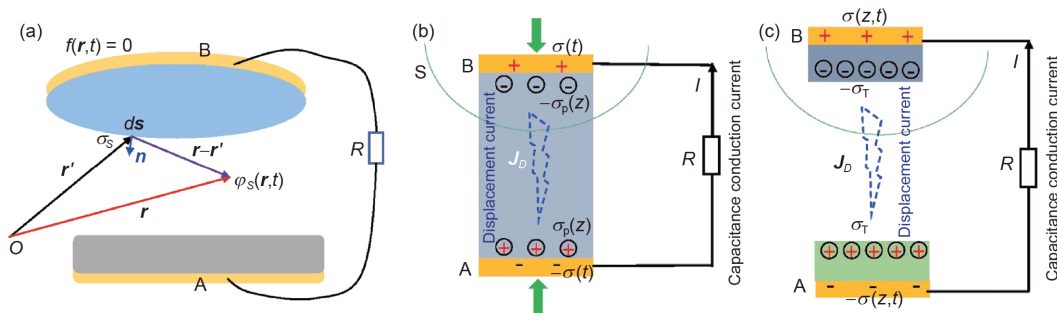 (a)
f(r,t) = 0
B
ds
σS
n
r'
r–r'
φS(r,t)
r
O
A
R
(b)
S
σ(t)
B
+ +
- - -
−σp(z)
Displacement current
JD
σp(z)
+ + +
A
- -
−σ(t)
I
R
Capacitance conduction current
(c)
σ(z,t)
B
+ + +
- - - - -
−σT
JD
Displacement current
σT
+ + + + +
A
- - -
−σ(z,t)
I
R
Capacitance conduction current